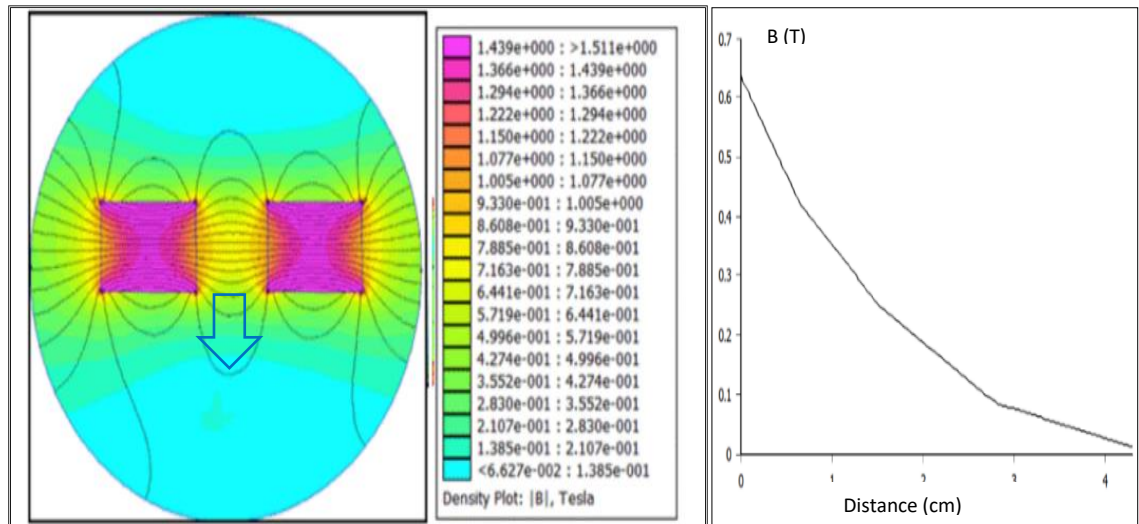 1.439e+000 : >1.511e+000
1.366e+000 : 1.439e+000
1.294e+000 : 1.366e+000
1.222e+000 : 1.294e+000
1.150e+000 : 1.222e+000
1.077e+000 : 1.150e+000
1.005e+000 : 1.077e+000
9.330e-001 : 1.005e+000
8.608e-001 : 9.330e-001
7.885e-001 : 8.608e-001
7.163e-001 : 7.885e-001
6.441e-001 : 7.163e-001
5.719e-001 : 6.441e-001
4.996e-001 : 5.719e-001
4.274e-001 : 4.996e-001
3.552e-001 : 4.274e-001
2.830e-001 : 3.552e-001
2.107e-001 : 2.830e-001
1.385e-001 : 2.107e-001
<6.627e-002 : 1.385e-001
Density Plot: |B|, Tesla
B (T)
0.7
0.6
0.5
0.4
0.3
0.2
0.1
0
0 1 2 3 4
Distance (cm)